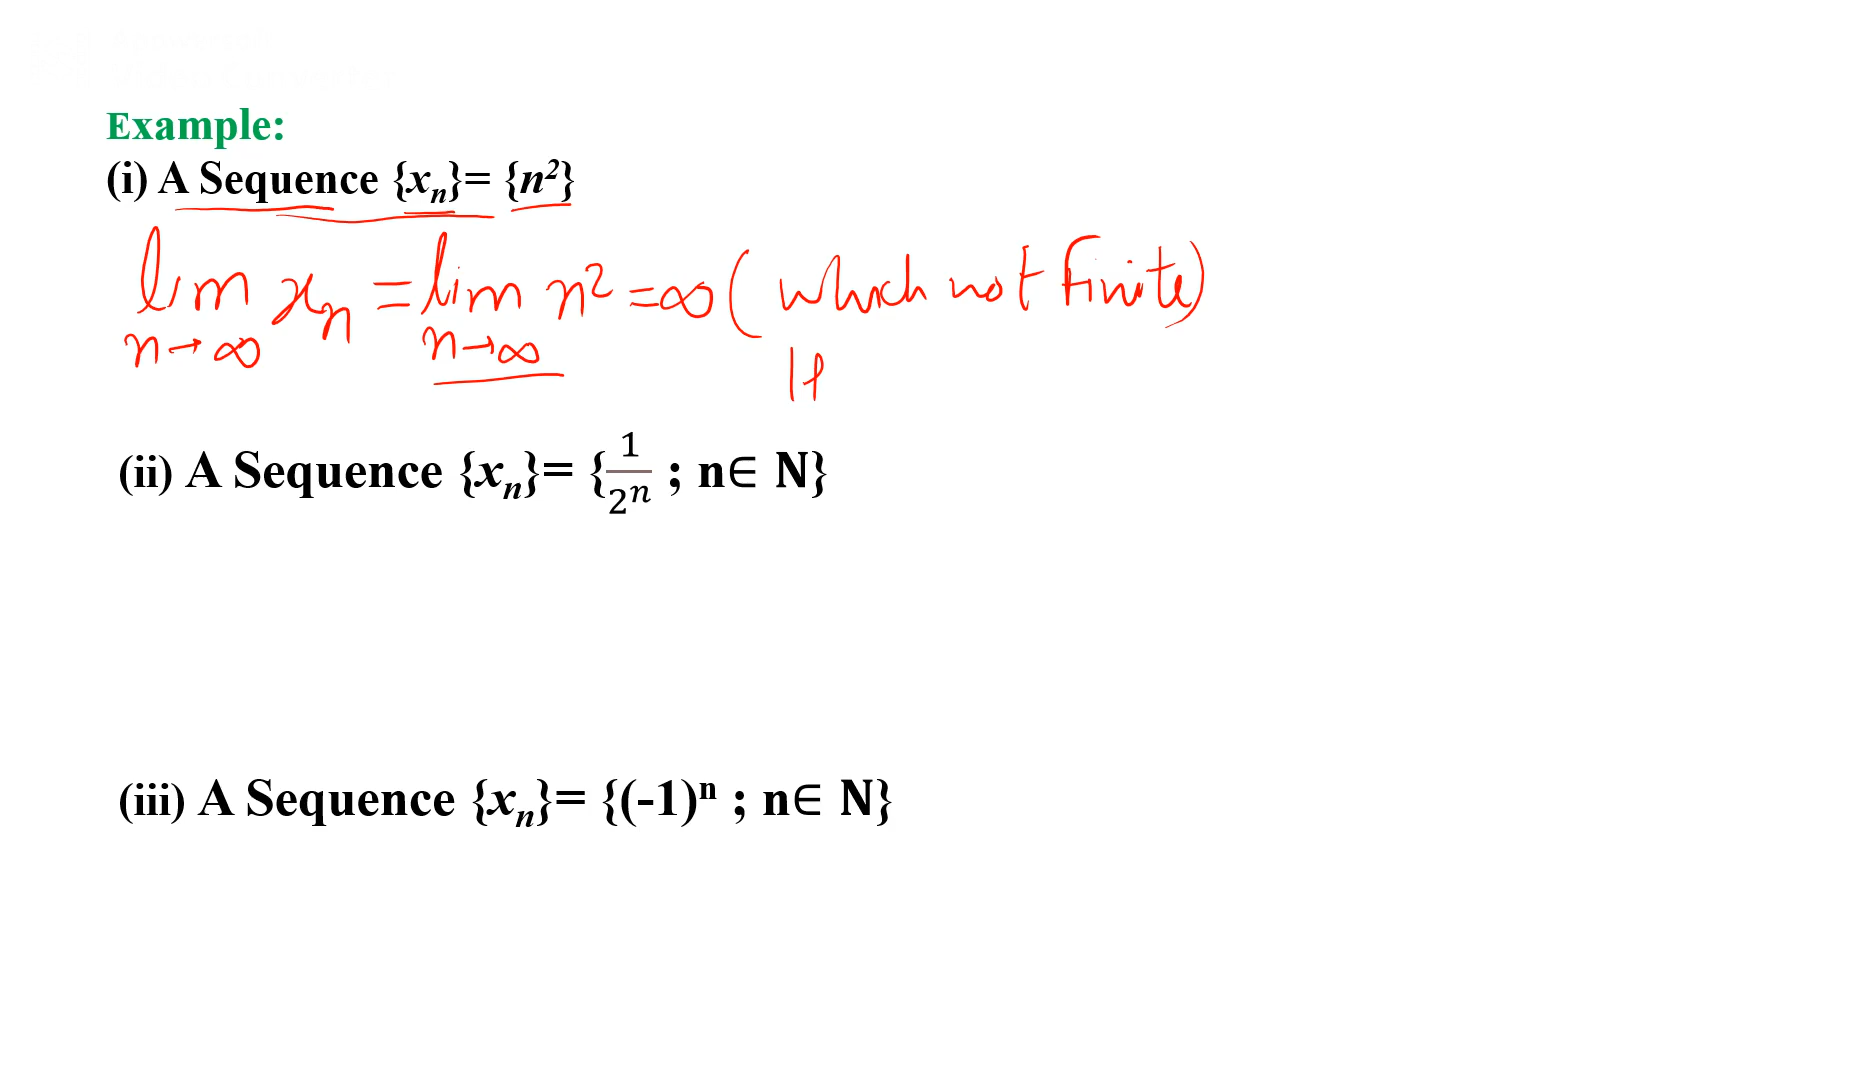 Example:
(i) A Sequence {xₙ}= {n²}
lim xₙ = lim n² = ∞ ( which not finite)
n→∞ n→∞
(ii) A Sequence {xₙ}= {1/2ⁿ ; n∈ N}
(iii) A Sequence {xₙ}= {(-1)ⁿ ; n∈ N}